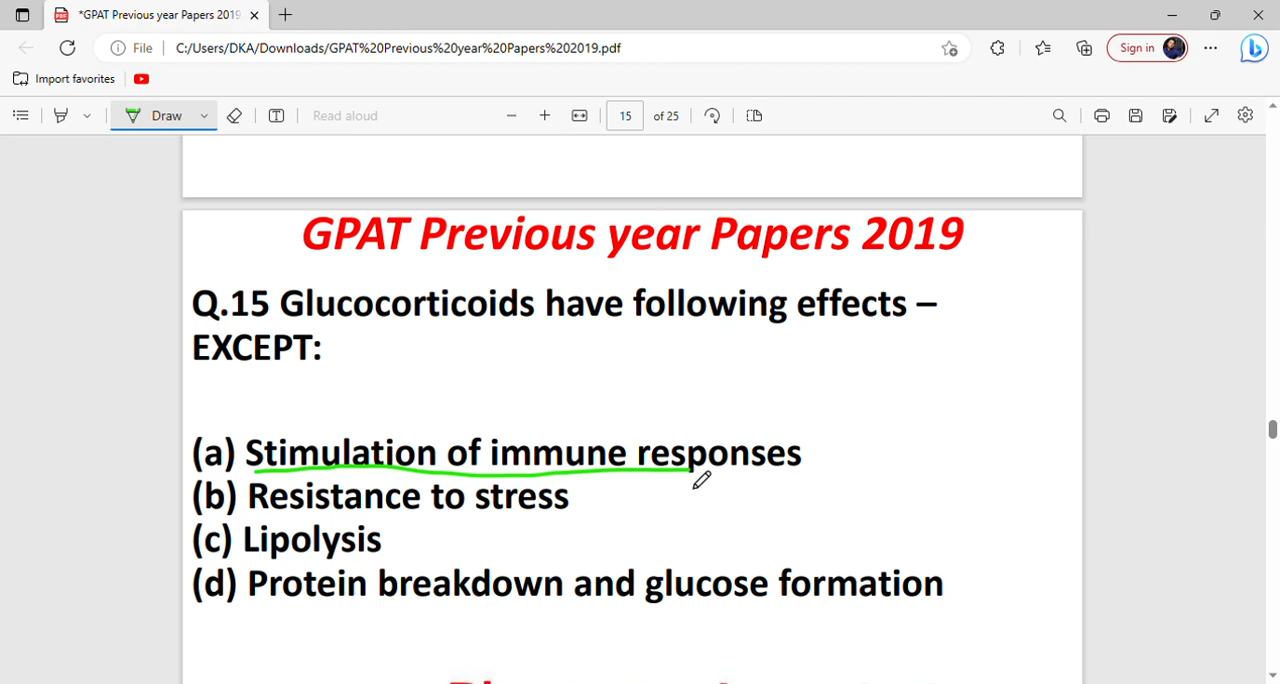 *GPAT Previous year Papers 2019
File
C:/Users/DKA/Downloads/GPAT%20Previous%20year%20Papers%202019.pdf
Sign in
Import favorites
Draw
Read aloud
15 of 25
GPAT Previous year Papers 2019
Q.15 Glucocorticoids have following effects –
EXCEPT:
(a) Stimulation of immune responses
(b) Resistance to stress
(c) Lipolysis
(d) Protein breakdown and glucose formation